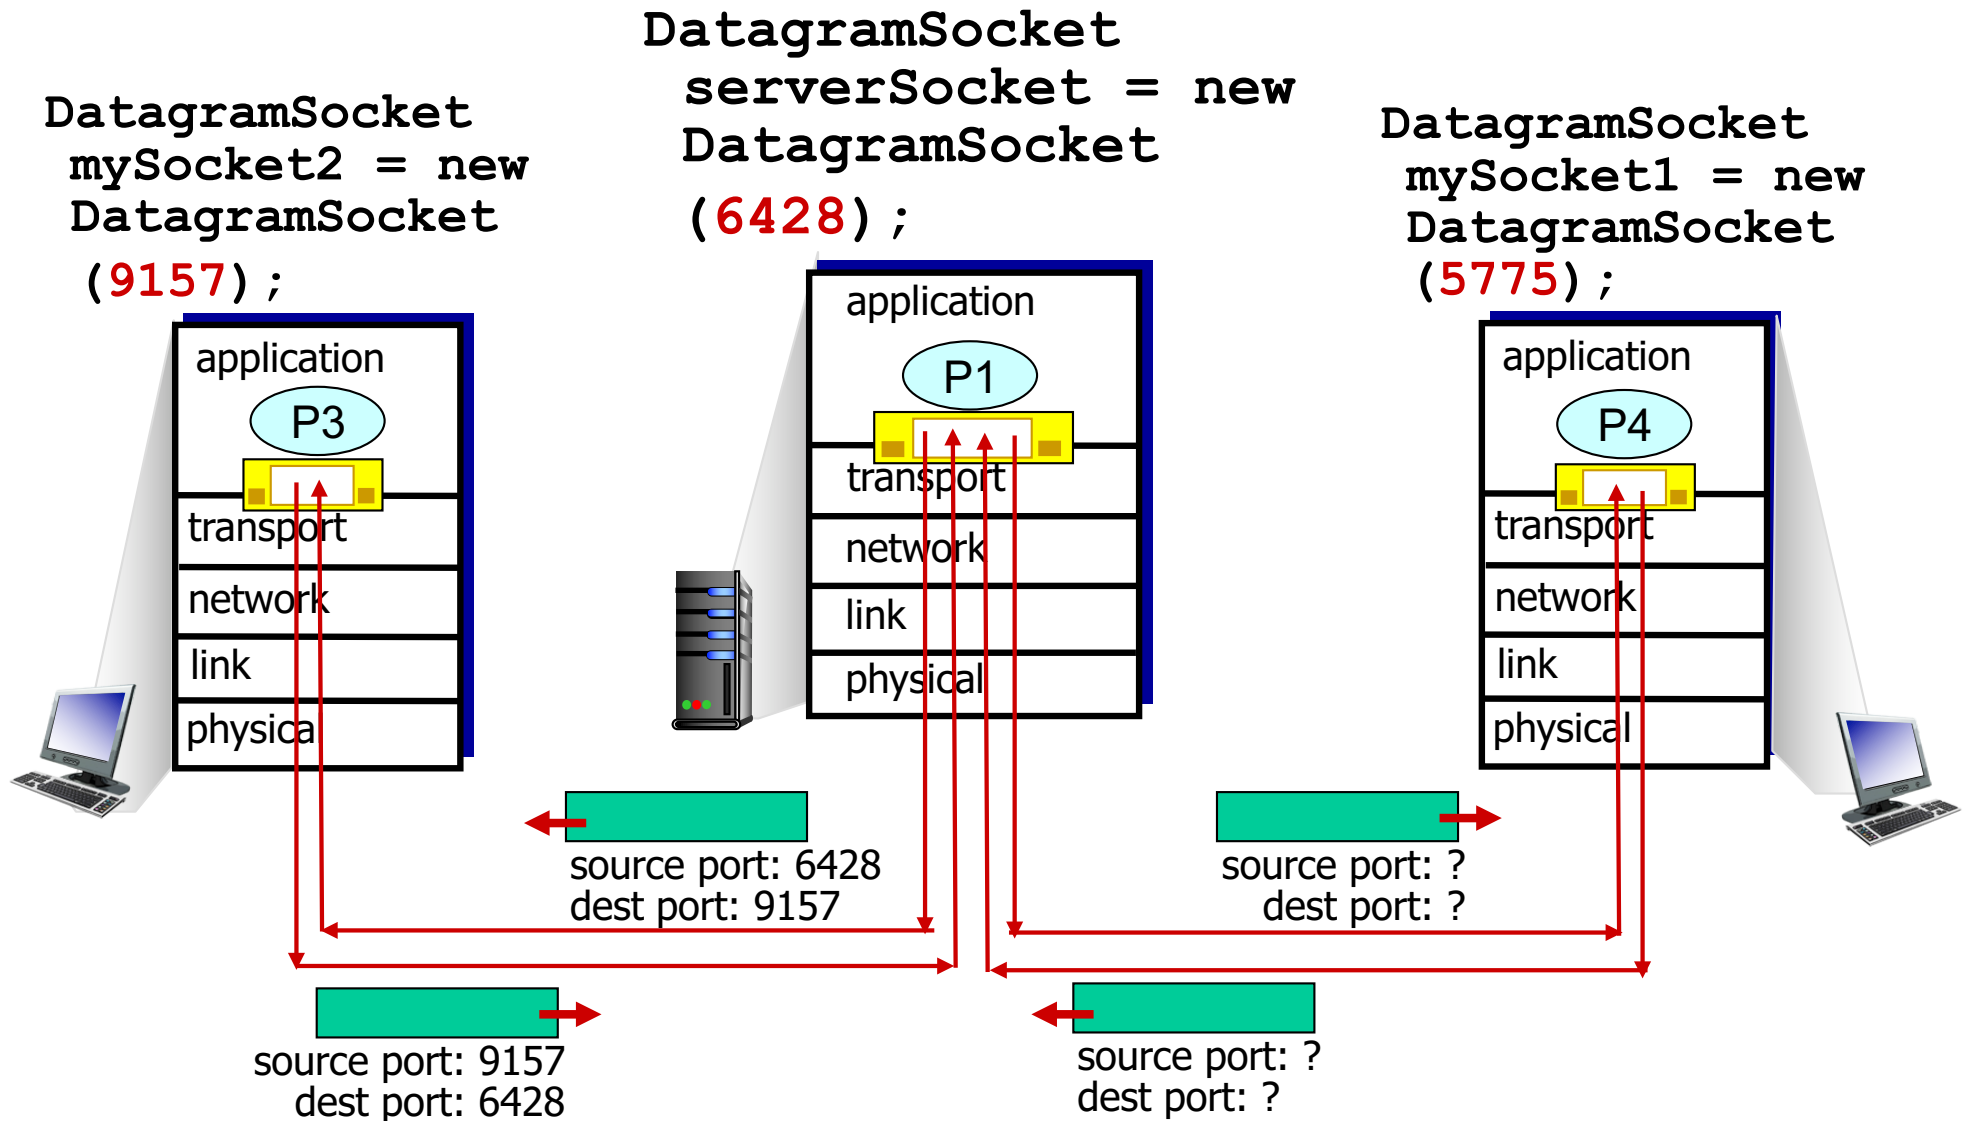 DatagramSocket
serverSocket = new
DatagramSocket
(6428);
DatagramSocket
mySocket2 = new
DatagramSocket
(9157);
DatagramSocket
mySocket1 = new
DatagramSocket
(5775);
application
P3
transport
network
link
physical
application
P1
transport
network
link
physical
application
P4
transport
network
link
physical
source port: 6428
dest port: 9157
source port: ?
dest port: ?
source port: 9157
dest port: 6428
source port: ?
dest port: ?